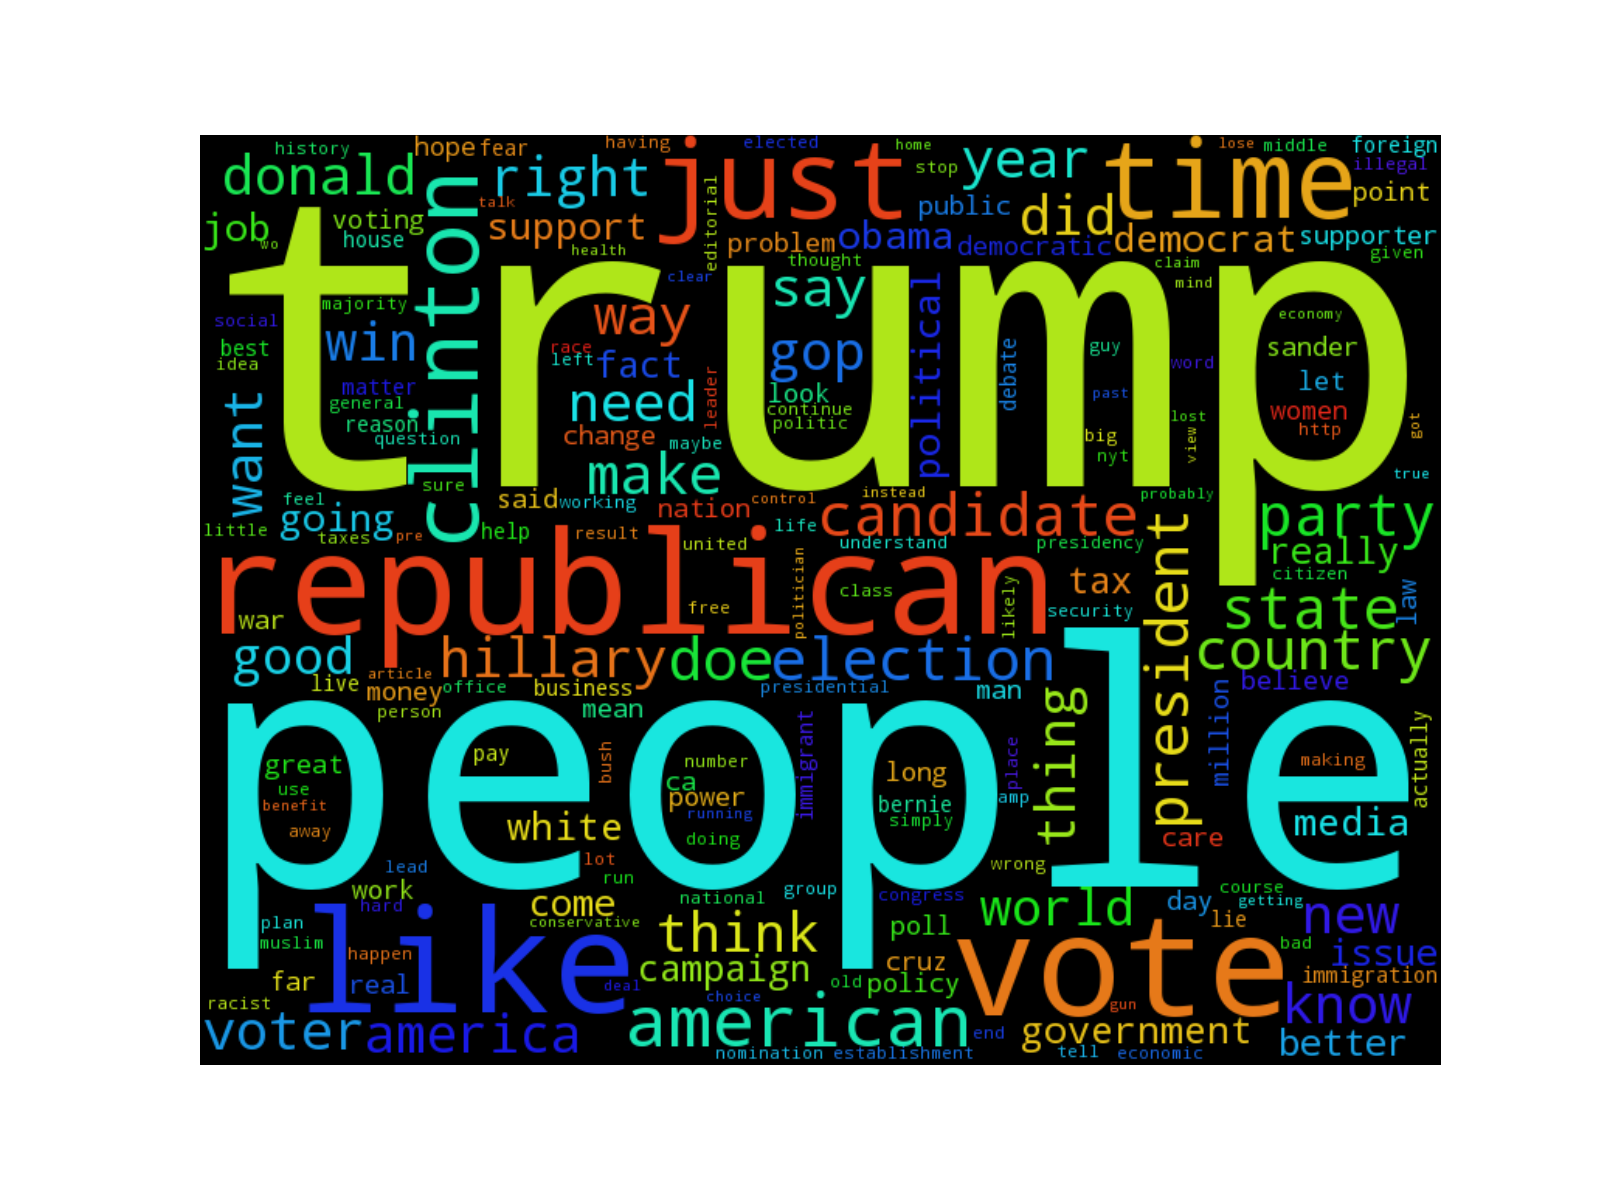 history
hope
fear
having
elected
home
lose
middle
foreign
donald
right
just
stop
year
time
illegal
point
talk
editorial
public
did
job
wo
voting
house
clinton
support
health
problem
obama
democratic
democrat
supporter
given
thought
claim
mind
clear
trump
majority
say
political
economy
social
win
way
best
idea
race
left
fact
gop
debate
guy
word
sander
let
matter
leader
look
past
general
need
continue
politic
women
http
reason
question
want
change
maybe
big
nyt
lost
view
got
sure
make
true
feel
said
working
nation
control
instead
probably
little
going
taxes
pre
help
result
life
candidate
party
united
understand
presidency
really
republican
politician
class
likely
tax
president
citizen
free
security
state
law
war
good
hillary
doe
election
country
article
live
money
office
business
presidential
man
believe
person
mean
thing
million
people
great
pay
bush
number
immigrant
long
place
making
actually
use
ca
benefit
power
bernie
amp
away
white
running
simply
doing
media
care
lead
lot
wrong
work
run
group
national
congress
course
day
getting
hard
come
world
lie
new
plan
conservative
think
poll
vote
muslim
happen
like
bad
issue
far
real
campaign
cruz
immigration
deal
old
policy
racist
choice
gun
know
voter
america
american
end
government
better
nomination
establishment
tell
economic